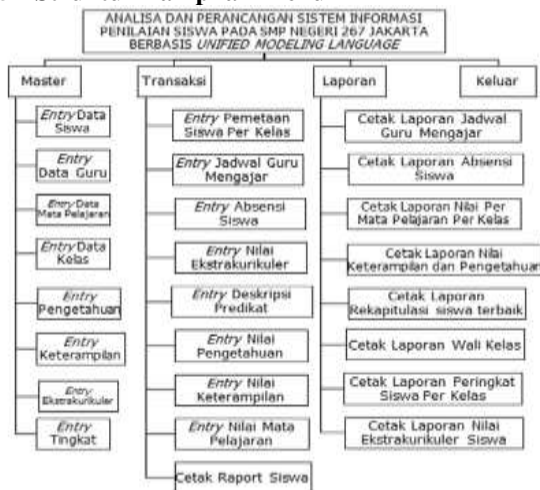 ANALISA DAN PERANCANGAN SISTEM INFORMASI
PENILAIAN SISWA PADA SMP NEGERI 267 JAKARTA
BERBASIS UNIFIED MODELING LANGUAGE
Master
Entry Data
Siswa
Entry
Data Guru
Entry Data
Mata Pelajaran
Entry Data
Kelas
Entry
Pengetahuan
Entry
Keterampilan
Entry
Ekstrakurikuler
Entry
Tingkat
Transaksi
Entry Pemetaan
Siswa Per Kelas
Entry Jadwal Guru
Mengajar
Entry Absensi
Siswa
Entry Nilai
Ekstrakurikuler
Entry Deskripsi
Predikat
Entry Nilai
Pengetahuan
Entry Nilai
Keterampilan
Entry Nilai Mata
Pelajaran
Cetak Raport Siswa
Laporan
Cetak Laporan Jadwal
Guru Mengajar
Cetak Laporan Absensi
Siswa
Cetak Laporan Nilai Per
Mata Pelajaran Per Kelas
Cetak Laporan Nilai
Keterampilan dan Pengetahuan
Cetak Laporan
Rekapitulasi siswa terbaik
Cetak Laporan Wali Kelas
Cetak Laporan Peringkat
Siswa Per Kelas
Cetak Laporan Nilai
Ekstrakurikuler Siswa
Keluar